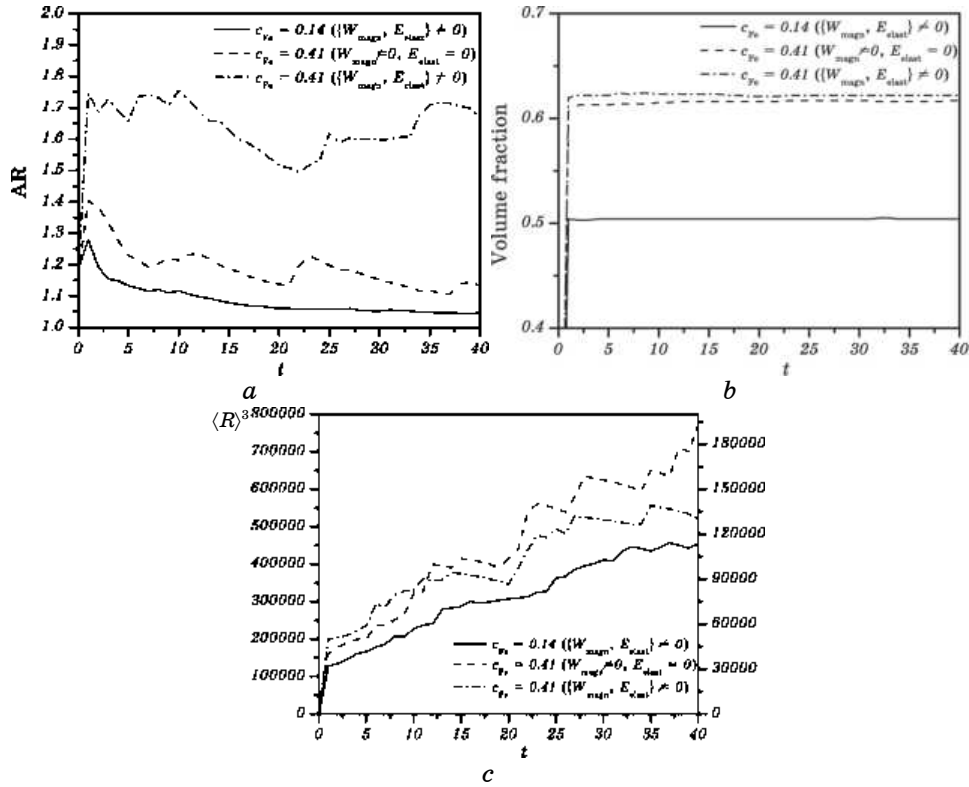 a
c_Fe = 0.14 ({W_magn, E_elast} ≠ 0)
c_Fe = 0.41 (W_magn≠0, E_elast = 0)
c_Fe = 0.41 ({W_magn, E_elast} ≠ 0)
AR
2.0
1.9
1.8
1.7
1.6
1.5
1.4
1.3
1.2
1.1
1.0
0 5 10 15 20 25 30 35 40
t
a
b
c_Fe = 0.14 ({W_magn, E_elast} ≠ 0)
c_Fe = 0.41 (W_magn≠0, E_elast = 0)
c_Fe = 0.41 ({W_magn, E_elast} ≠ 0)
Volume fraction
0.7
0.6
0.5
0.4
0 5 10 15 20 25 30 35 40
t
b
⟨R⟩³
800000
700000
600000
500000
400000
300000
200000
100000
0
180000
150000
120000
90000
60000
30000
0
c_Fe = 0.14 ({W_magn, E_elast} ≠ 0)
c_Fe = 0.41 (W_magn≠0, E_elast = 0)
c_Fe = 0.41 ({W_magn, E_elast} ≠ 0)
0 5 10 15 20 25 30 35 40
t
c